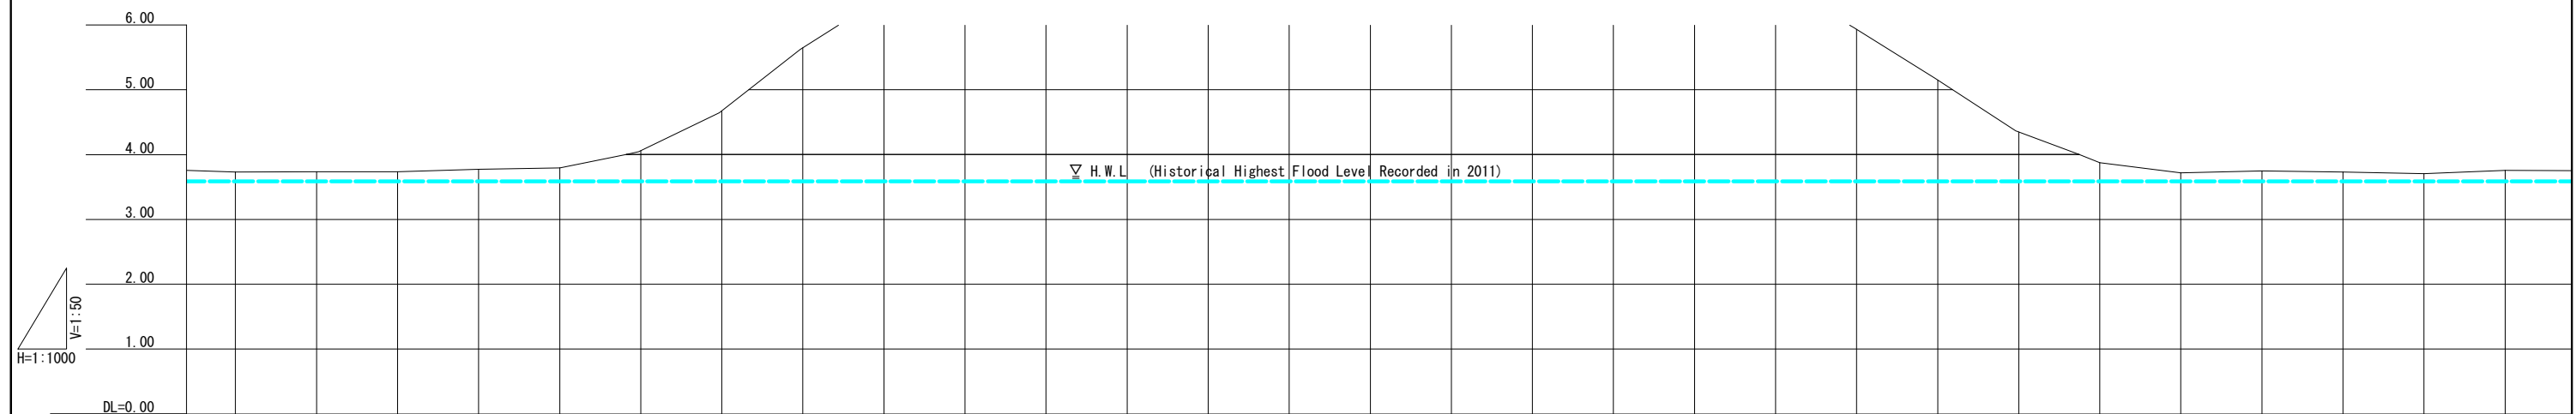 6.00
5.00
4.00
H.W.L (Historical Highest Flood Level Recorded in 2011)
3.00
2.00
V=1:50
1.00
H=1:1000
DL=0.00